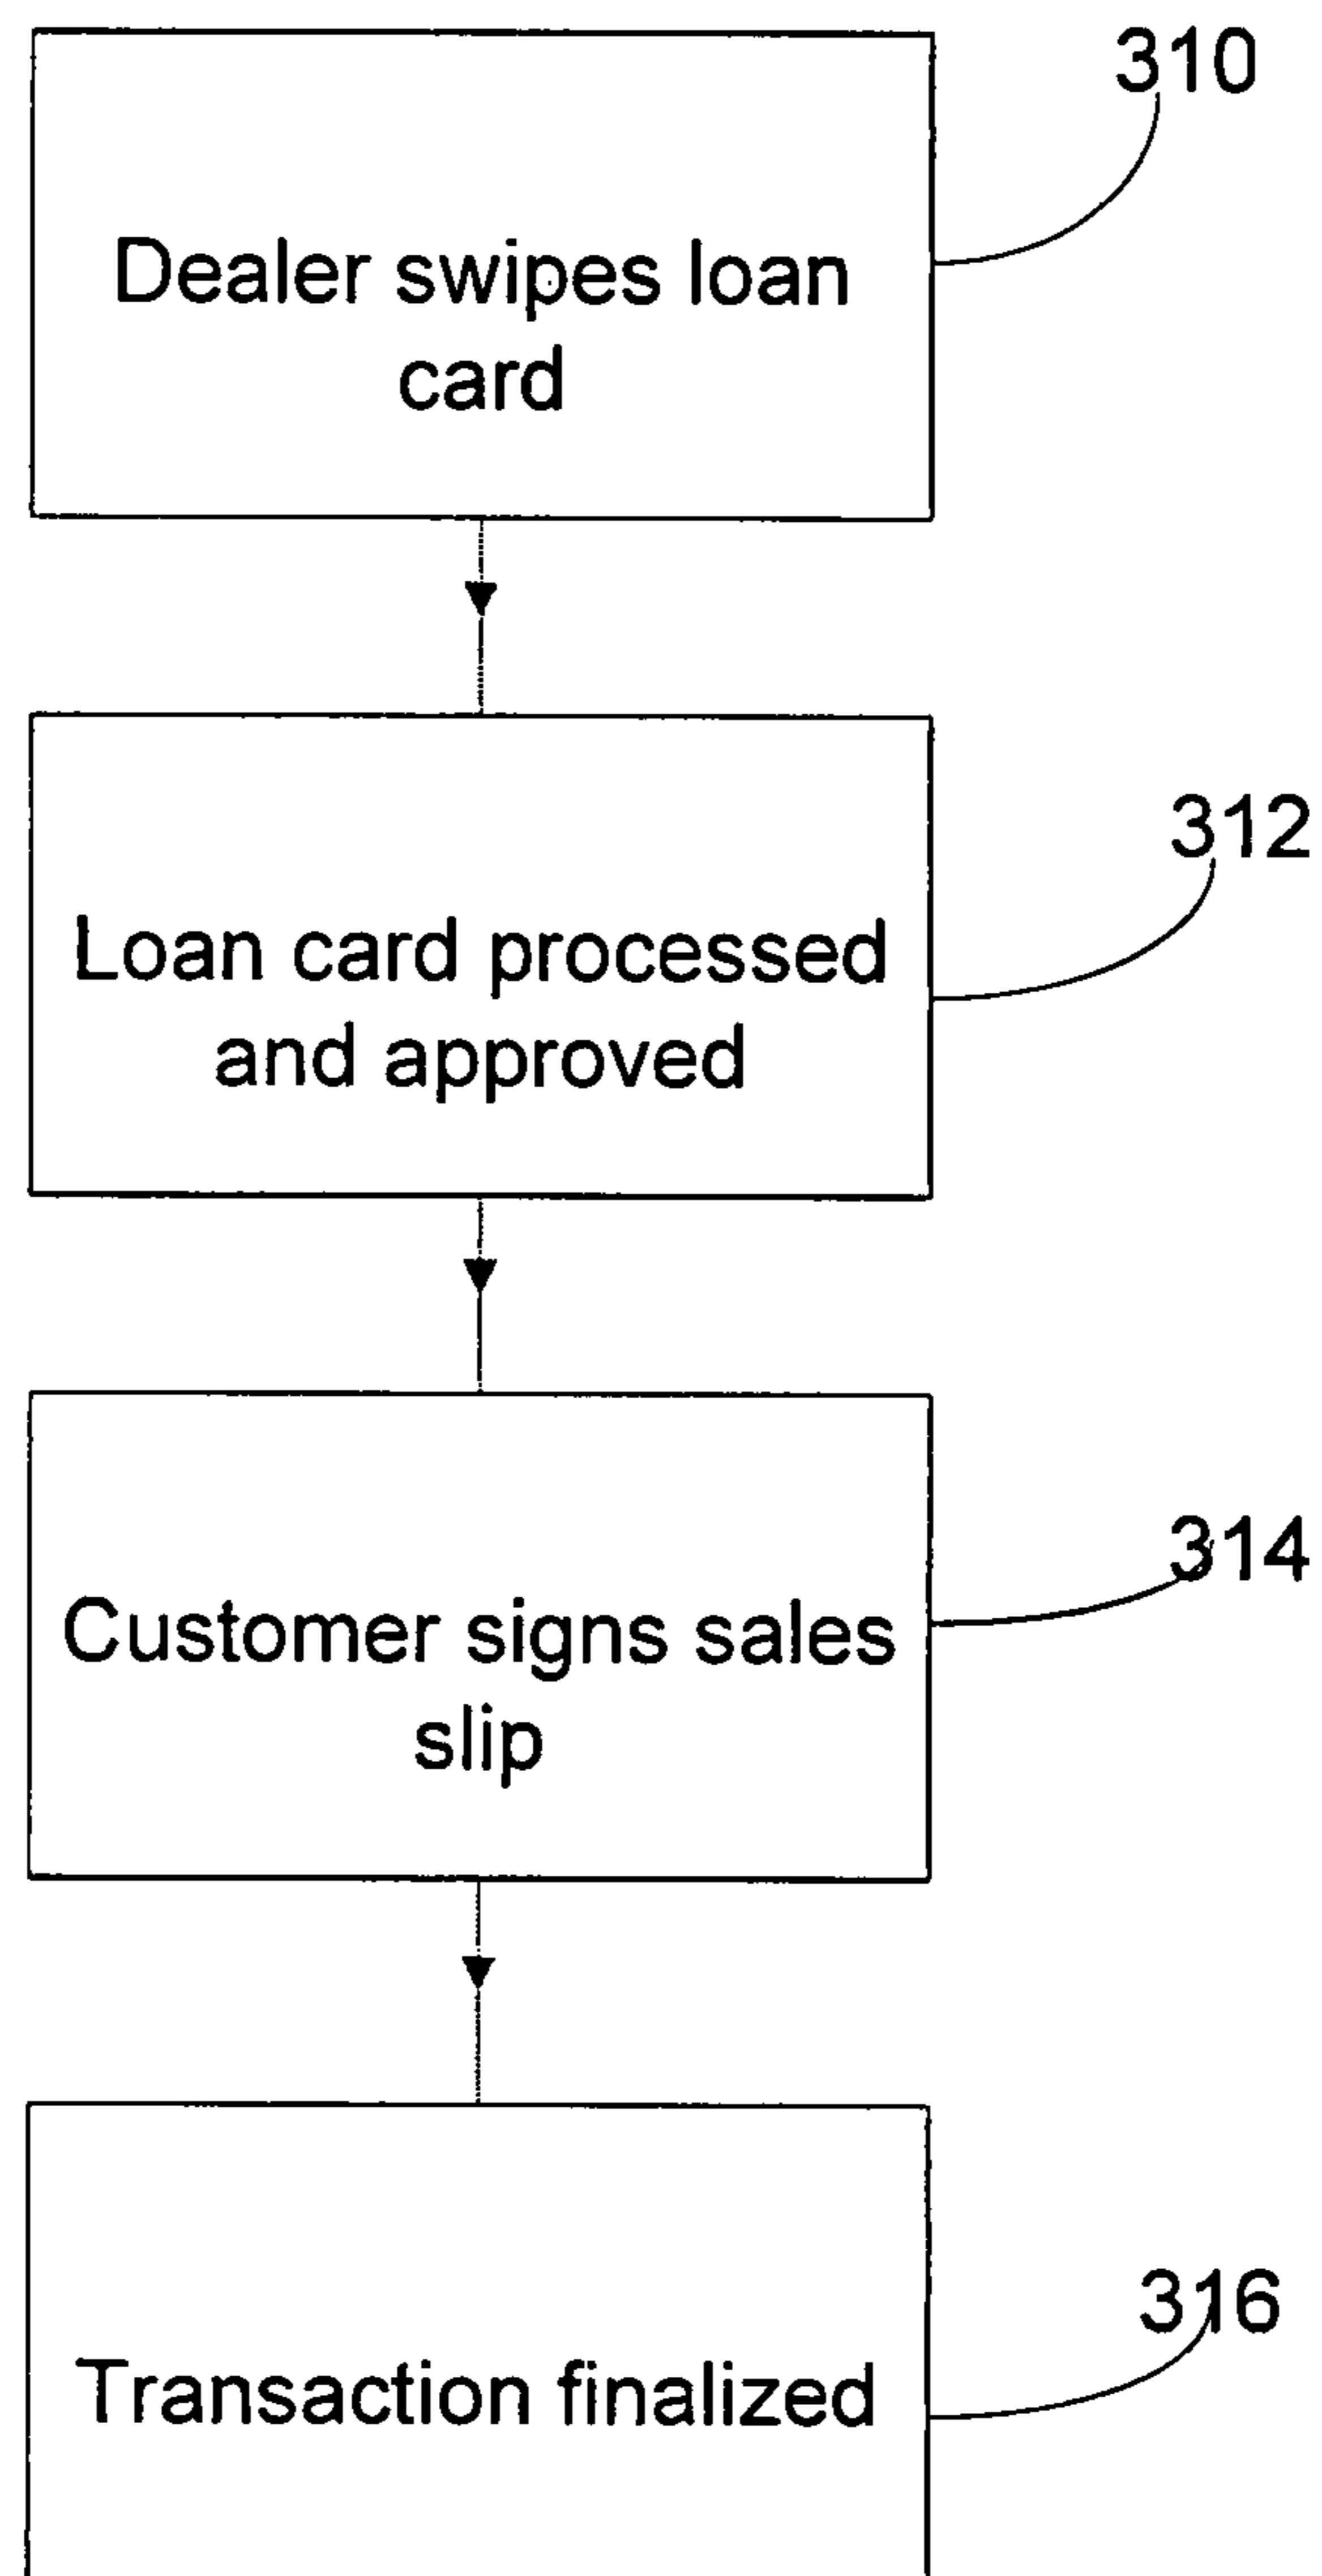 310
Dealer swipes loan
card
312
Loan card processed
and approved
314
Customer signs sales
slip
316
Transaction finalized